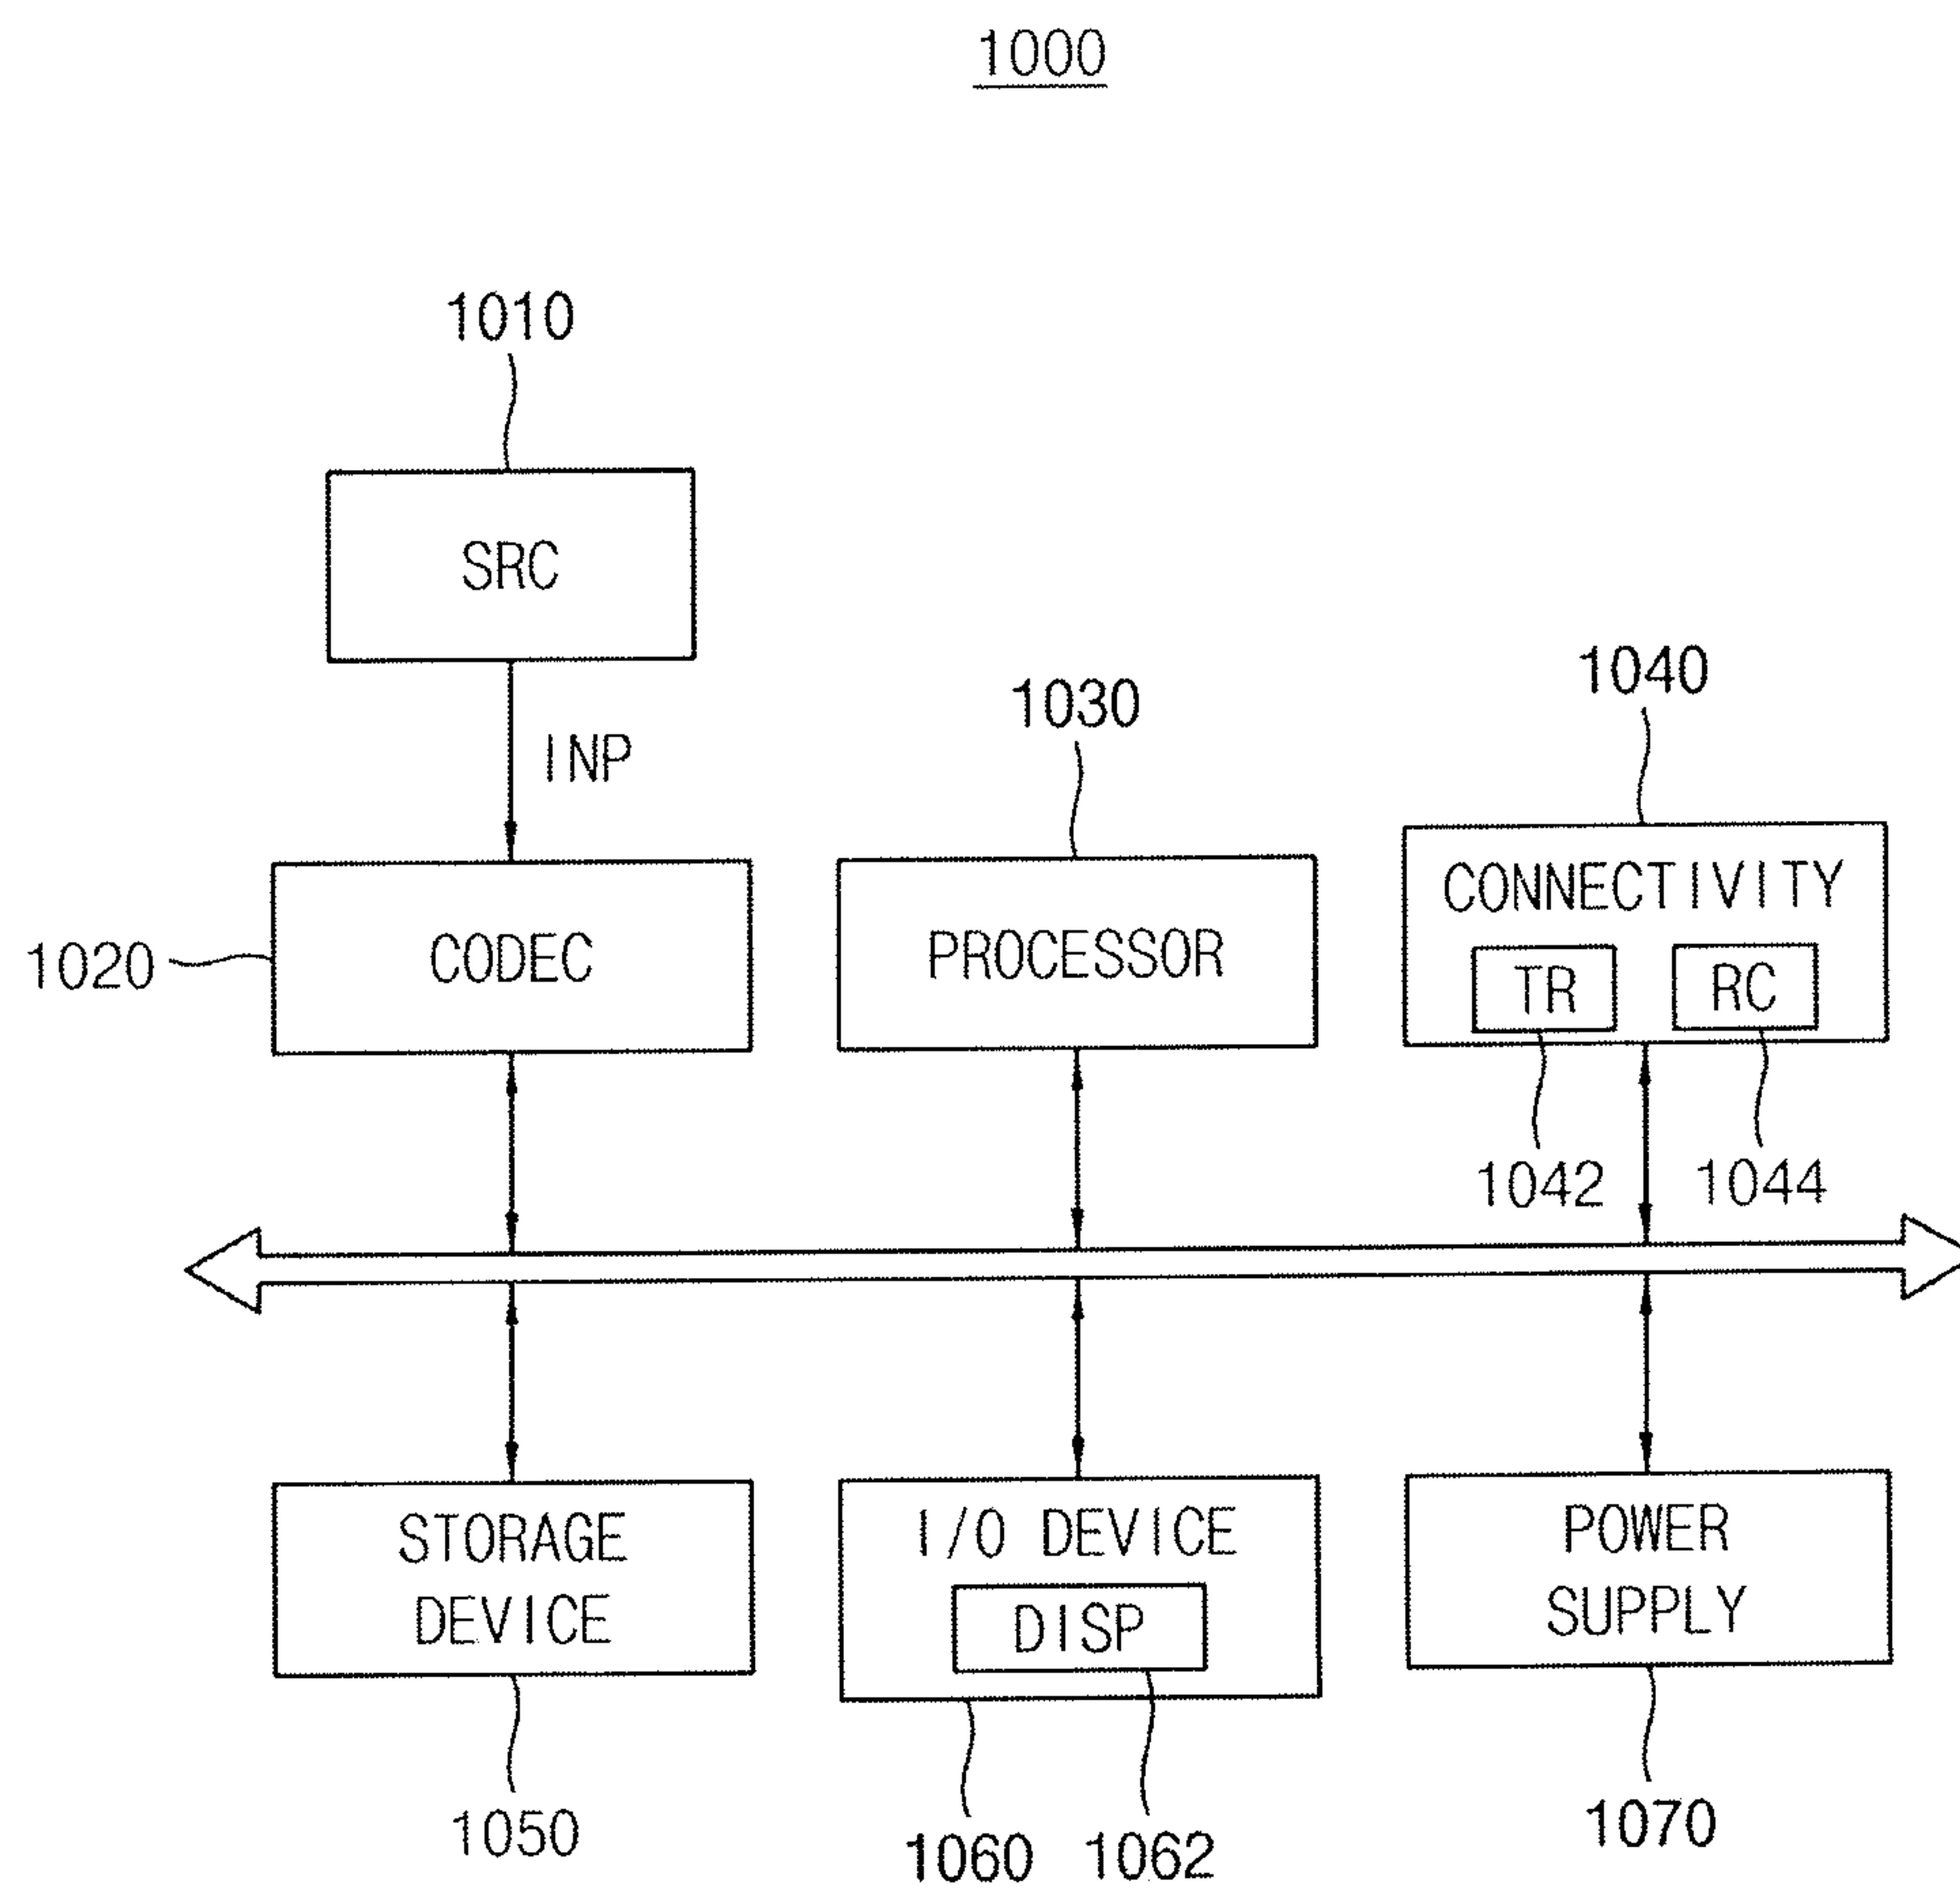 1000
1010
SRC
INP
1030
1040
1020
CODEC
PROCESSOR
CONNECTIVITY
TR
RC
1042
1044
STORAGE
DEVICE
I/O DEVICE
DISP
POWER
SUPPLY
1050
1060
1062
1070